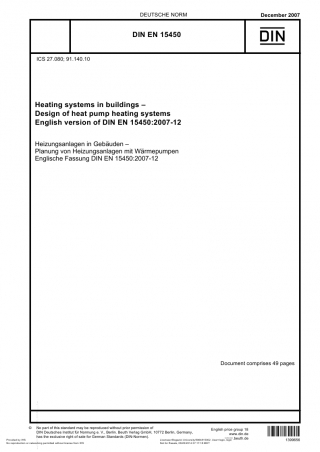 DEUTSCHE NORM
December 2007
DIN EN 15450
DIN
ICS 27.080; 91.140.10
Heating systems in buildings –
Design of heat pump heating systems
English version of DIN EN 15450:2007-12
Heizungsanlagen in Gebäuden –
Planung von Heizungsanlagen mit Wärmepumpen
Englische Fassung DIN EN 15450:2007-12
Document comprises 49 pages
© No part of this standard may be reproduced without prior permission of
DIN Deutsches Institut für Normung e. V., Berlin. Beuth Verlag GmbH, 10772 Berlin, Germany,
has the exclusive right of sale for German Standards (DIN-Normen).
English price group 18
www.din.de
www.beuth.de